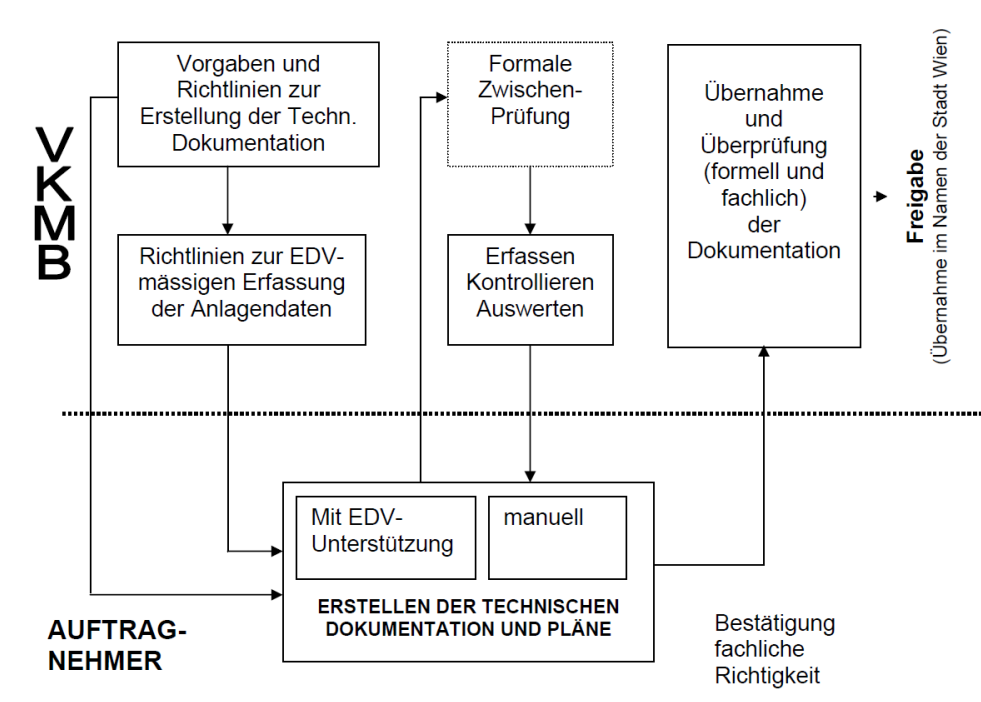 VKMB
Vorgaben und
Richtlinien zur
Erstellung der Techn.
Dokumentation
Richtlinien zur EDV-
mässigen Erfassung
der Anlagendaten
Formale
Zwischen-
Prüfung
Erfassen
Kontrollieren
Auswerten
Übernahme
und
Überprüfung
(formell und
fachlich)
der
Dokumentation
Freigabe
(Übernahme im Namen der Stadt Wien)
Mit EDV-
Unterstützung
manuell
ERSTELLEN DER TECHNISCHEN
DOKUMENTATION UND PLÄNE
AUFTRAG-
NEHMER
Bestätigung
fachliche
Richtigkeit